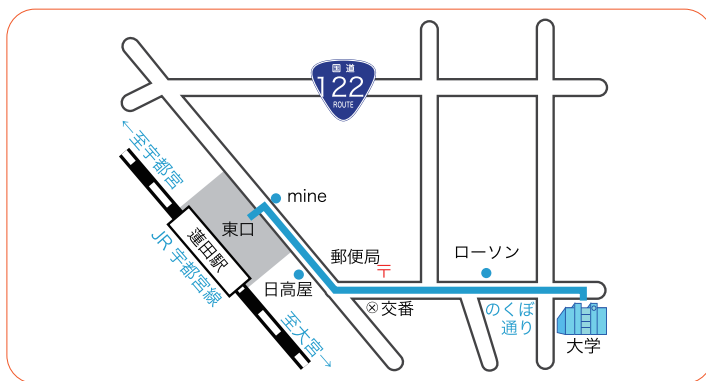 国道
122
ROUTE
←至宇都宮
mine
東口
蓮田駅
JR 宇都宮線
郵便局
〒
ローソン
日高屋
交番
のくぼ
通り
至大宮→
大学